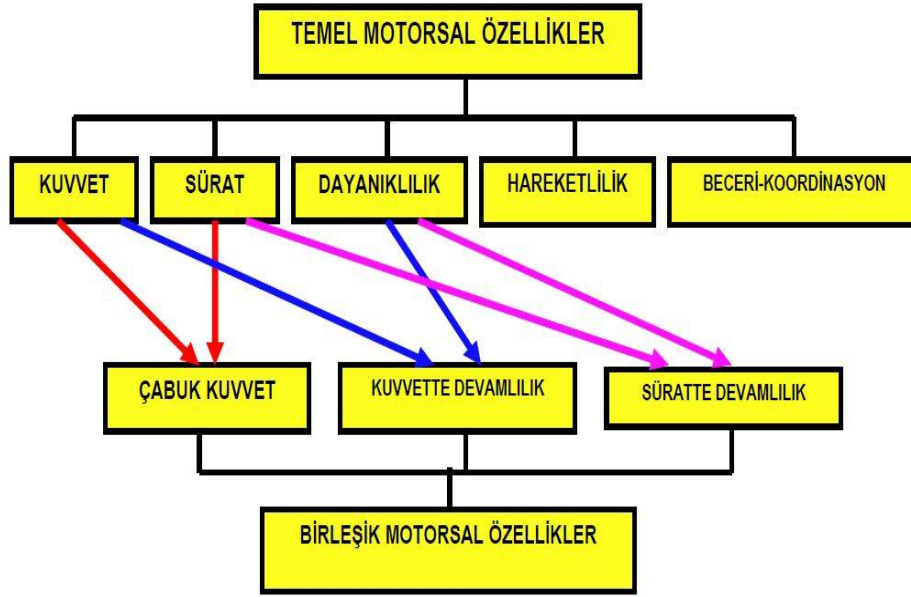 TEMEL MOTORSAL ÖZELLİKLER
KUVVET
SÜRAT
DAYANIKLILIK
HAREKETLİLİK
BECERİ-KOORDİNASYON
ÇABUK KUVVET
KUVVETTE DEVAMLILIK
SÜRATTE DEVAMLILIK
BİRLEŞİK MOTORSAL ÖZELLİKLER